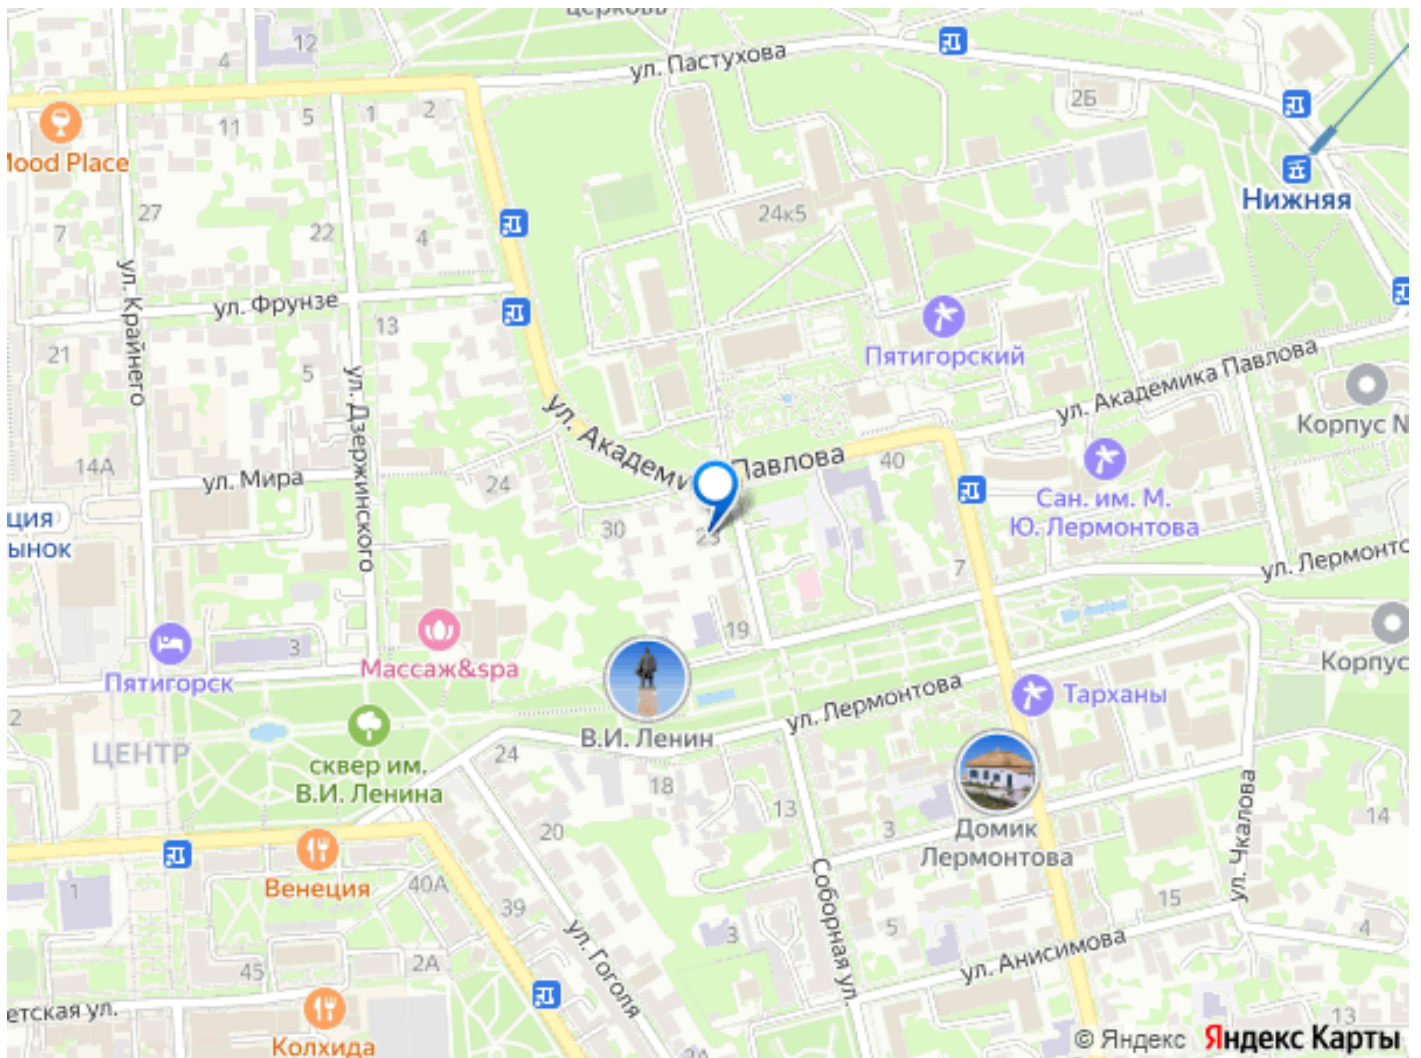 церковь
12
4
ул. Пастухова
2Б
5
1
2
11
Mood Place
Нижняя
27
24к5
7
22
4
ул. Крайнего
ул. Фрунзе
13
Пятигорский
21
5
ул. Дзержинского
ул. Академика Павлова
Корпус
ул.
Павлова
14А
ул. Мира
24
40
Сан. им. М.
Ю. Лермонтова
ция
ынок
30
23
7
ул. Лермонто
19
3
Массаж&spa
Пятигорск
Корпус
2
ул. Лермонтова
Тарханы
ЦЕНТР
В.И. Ленин
24
сквер им.
В.И. Ленина
18
13
3
Домик
Лермонтова
ул. Чкалова
14
20
Венеция
1
40А
39
Соборная ул.
15
3
5
4
ул. Гоголя
ул. Анисимова
45
2А
етская ул.
13
Колхида
2А
© Яндекс Яндекс Карты